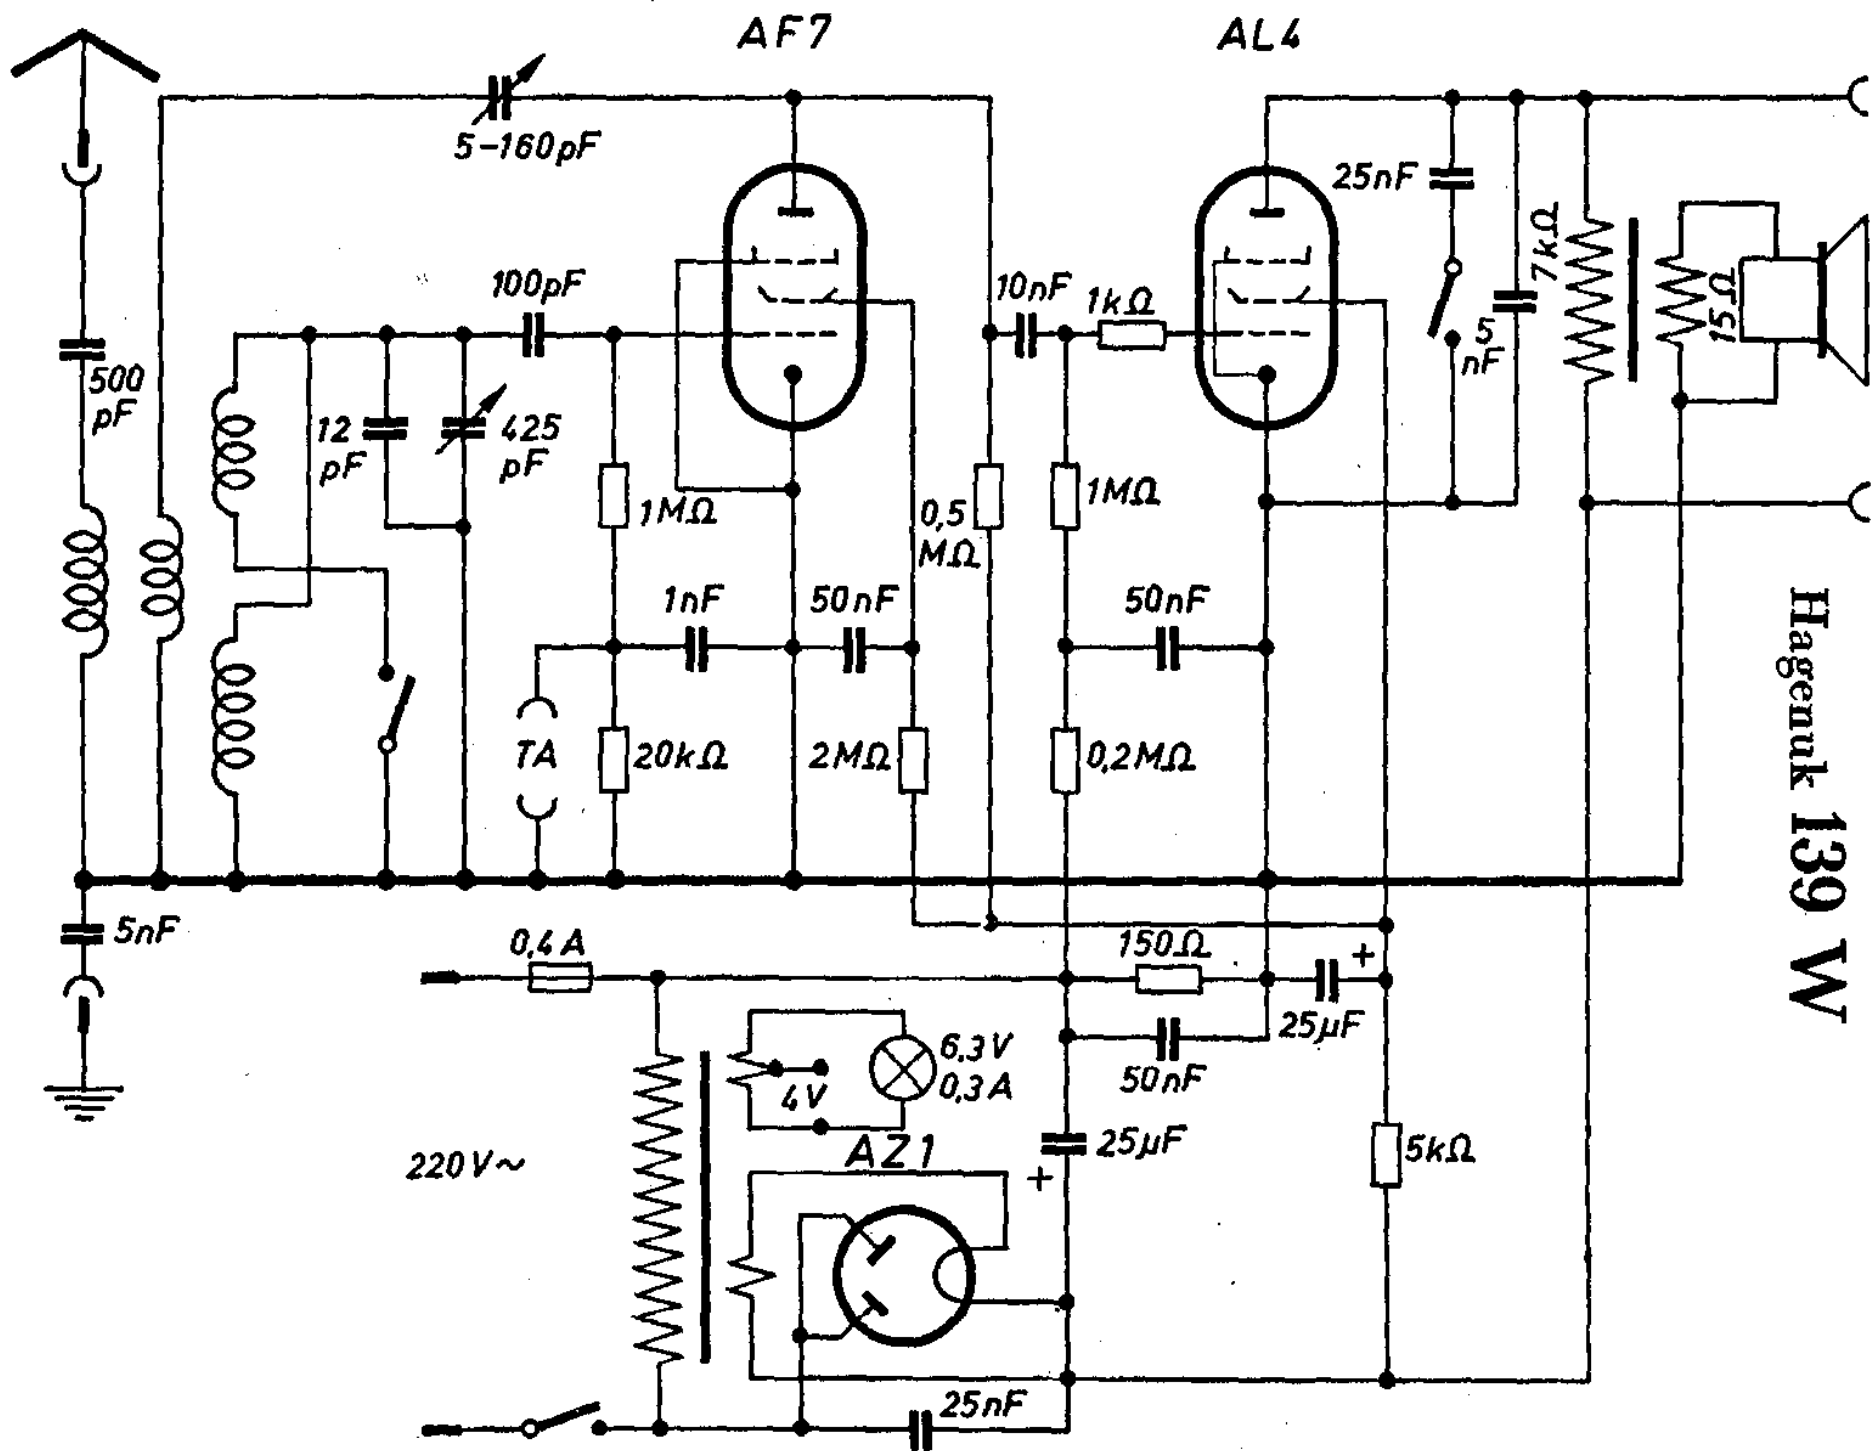 AF7
AL4
5-160pF
25nF
7kΩ
100pF
10nF
1kΩ
15Ω
5
nF
500
pF
12
pF
425
pF
1MΩ
0,5
MΩ
1MΩ
1nF
50nF
50nF
Hagenuk 139 W
TA
20kΩ
2MΩ
0,2MΩ
5nF
0,4A
150Ω
+
25µF
6,3V
0,3A
4V
50nF
25µF
AZ1
220V~
+
5kΩ
25nF